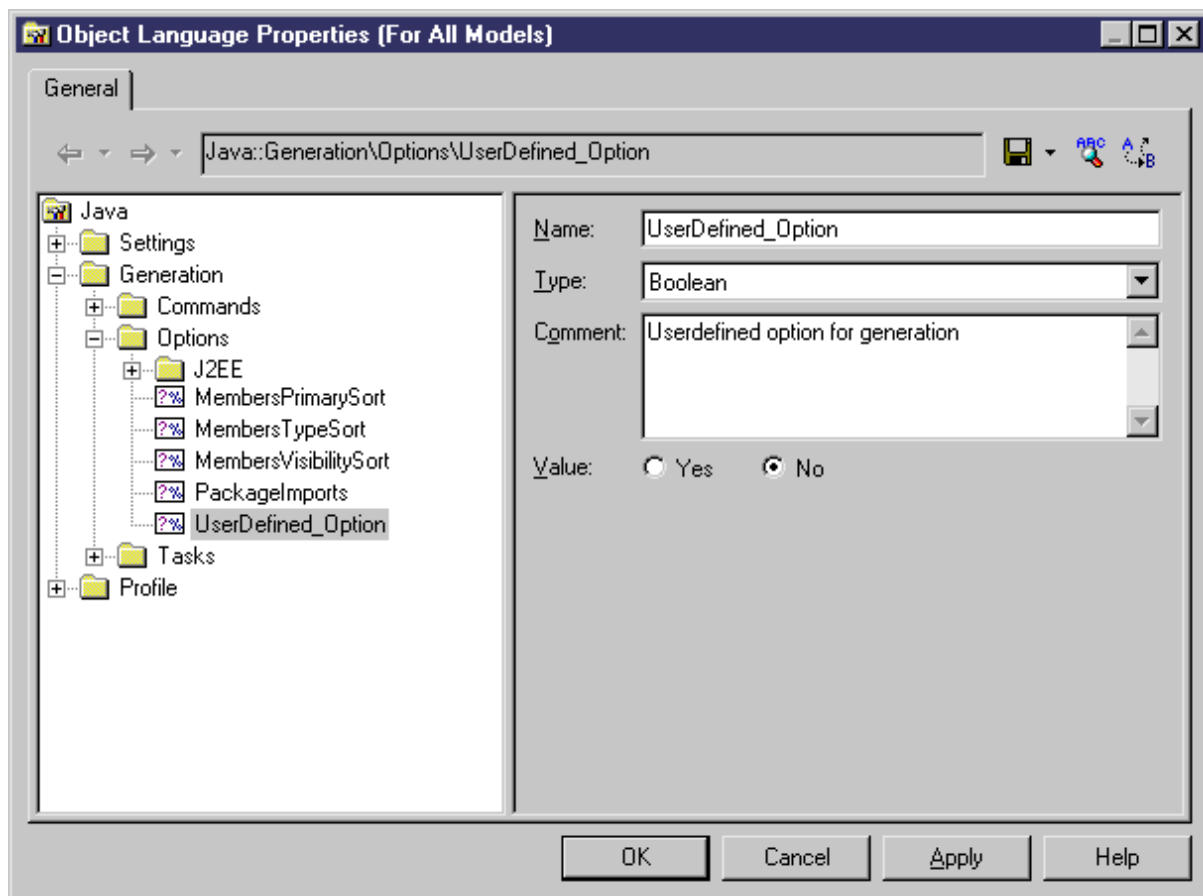 Object Language Properties (For All Models)
General
Java::Generation\Options\UserDefined_Option
ABC
A
B
Java
Settings
Generation
Commands
Options
J2EE
?% MembersPrimarySort
?% MembersTypeSort
?% MembersVisibilitySort
?% PackageImports
?% UserDefined_Option
Tasks
Profile
Name: UserDefined_Option
Type: Boolean
Comment: Userdefined option for generation
Value: Yes No
OK Cancel Apply Help